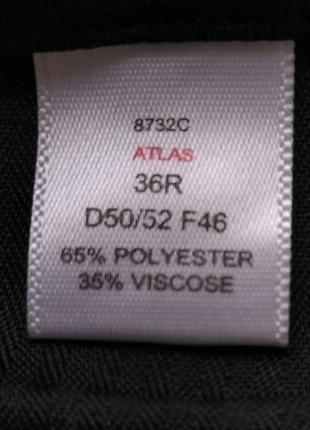 8732C
ATLAS
36R
D50/52 F46
65% POLYESTER
35% VISCOSE